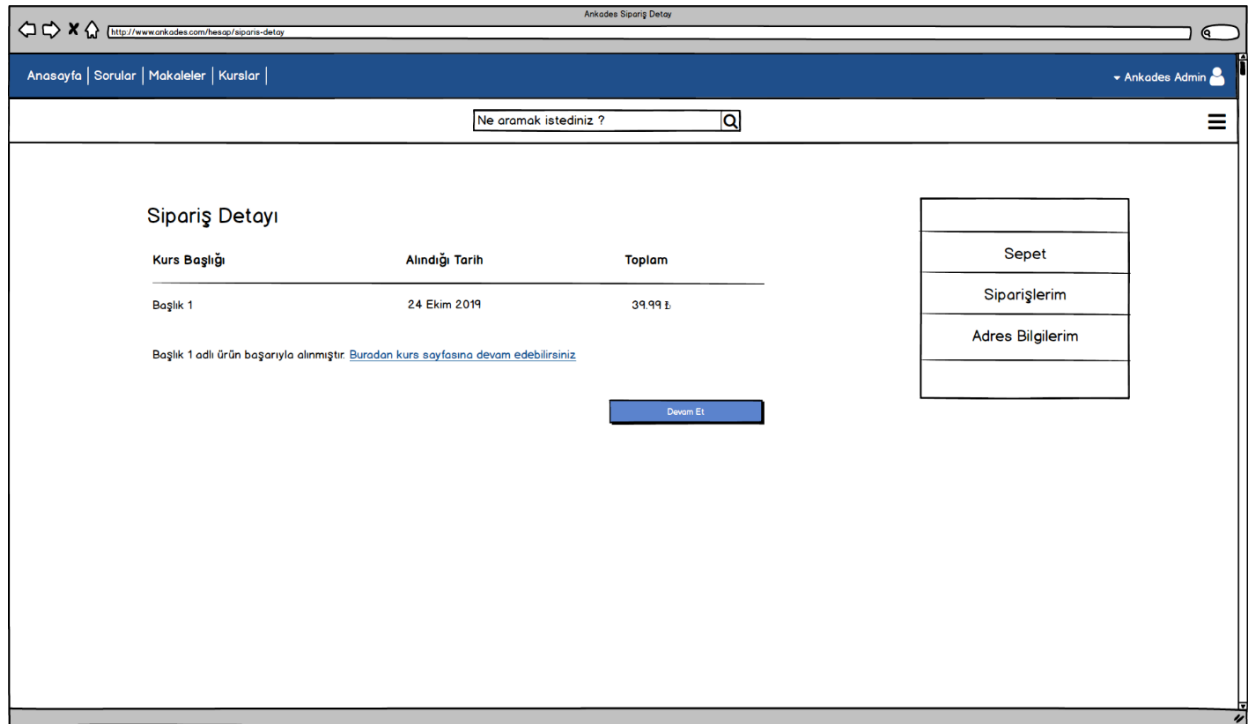 Ankades Sipariş Detay
http://www.ankades.com/hesap/siparis-detay
Anasayfa | Sorular | Makaleler | Kurslar |
Ankades Admin
Ne aramak istediniz ?
Sipariş Detayı
Kurs Başlığı Alındığı Tarih Toplam
Başlık 1 24 Ekim 2019 39.99 ₺
Başlık 1 adlı ürün başarıyla alınmıştır. Buradan kurs sayfasına devam edebilirsiniz
Devam Et
Sepet
Siparişlerim
Adres Bilgilerim